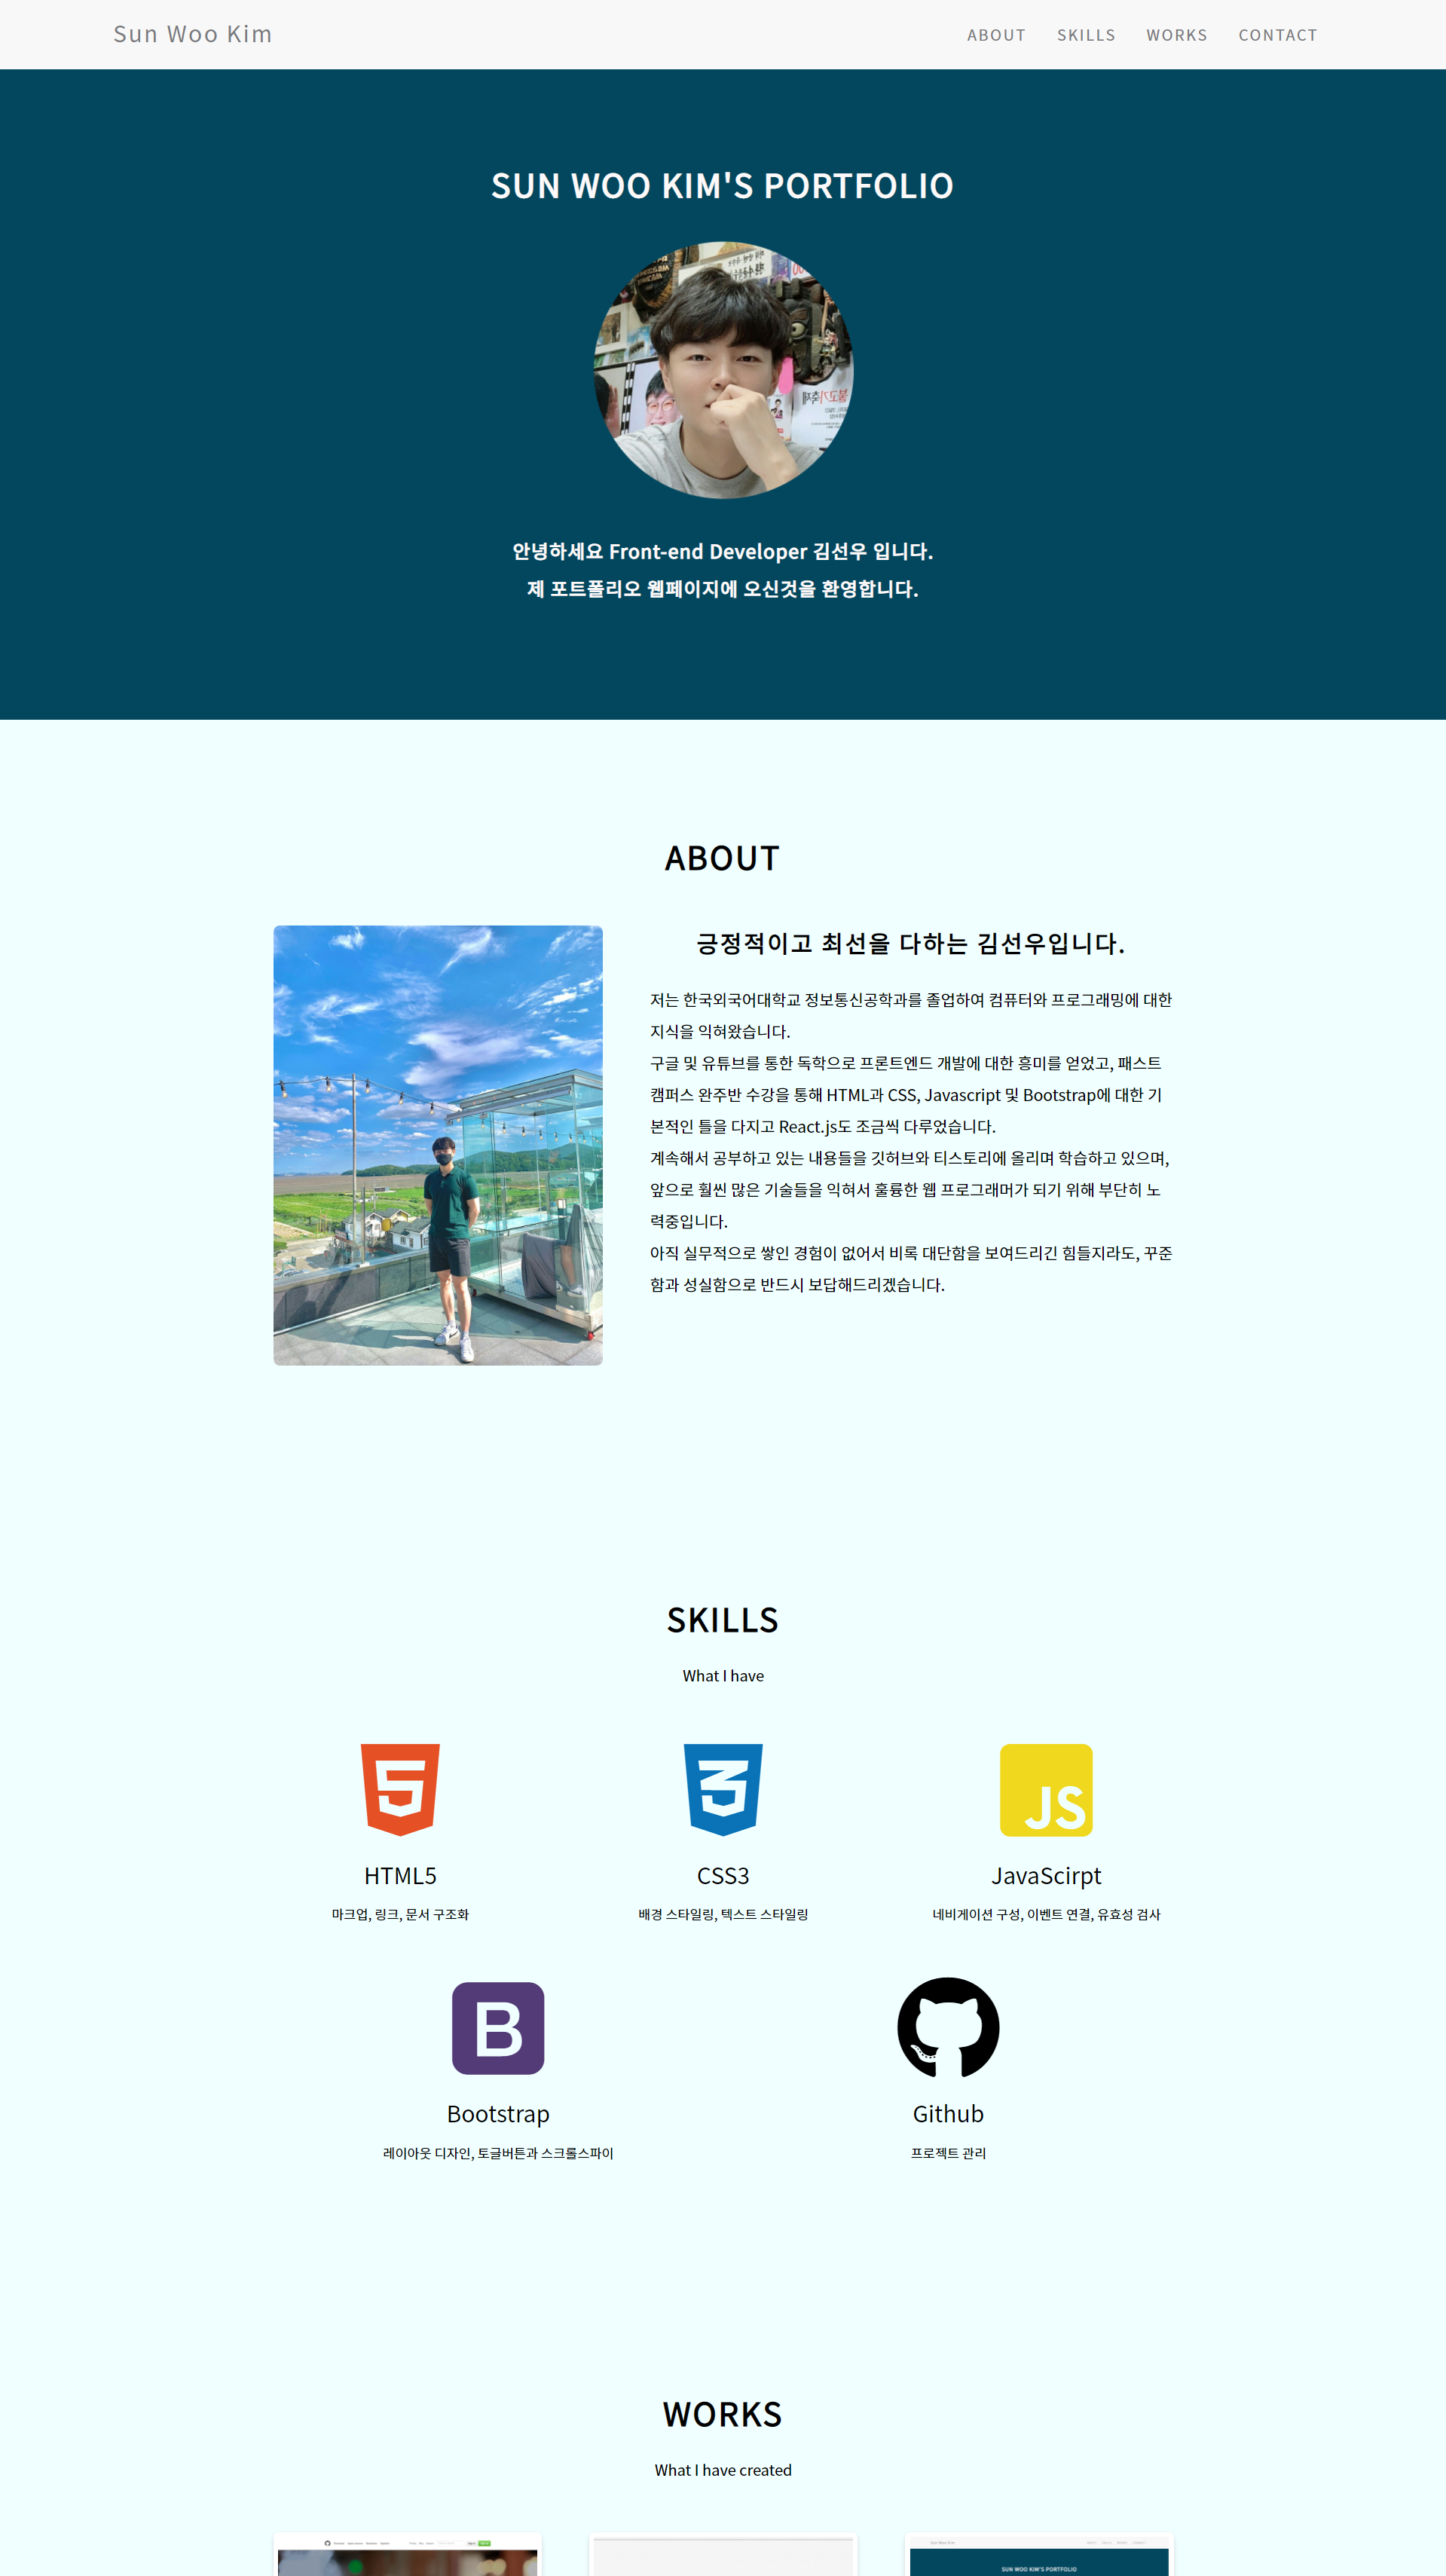 Sun Woo Kim
ABOUT SKILLS WORKS CONTACT
SUN WOO KIM'S PORTFOLIO
안녕하세요 Front-end Developer 김선우 입니다.
제 포트폴리오 웹페이지에 오신것을 환영합니다.
ABOUT
긍정적이고 최선을 다하는 김선우입니다.
저는 한국외국어대학교 정보통신공학과를 졸업하여 컴퓨터와 프로그래밍에 대한
지식을 익혀왔습니다.
구글 및 유튜브를 통한 독학으로 프론트엔드 개발에 대한 흥미를 얻었고, 패스트
캠퍼스 완주반 수강을 통해 HTML과 CSS, Javascript 및 Bootstrap에 대한 기
본적인 틀을 다지고 React.js도 조금씩 다루었습니다.
계속해서 공부하고 있는 내용들을 깃허브와 티스토리에 올리며 학습하고 있으며,
앞으로 훨씬 많은 기술들을 익혀서 훌륭한 웹 프로그래머가 되기 위해 부단히 노
력중입니다.
아직 실무적으로 쌓인 경험이 없어서 비록 대단함을 보여드리긴 힘들지라도, 꾸준
함과 성실함으로 반드시 보답해드리겠습니다.
SKILLS
What I have
JS
HTML5
CSS3
JavaScirpt
마크업, 링크, 문서 구조화
배경 스타일링, 텍스트 스타일링
네비게이션 구성, 이벤트 연결, 유효성 검사
B
Bootstrap
Github
레이아웃 디자인, 토글버튼과 스크롤스파이
프로젝트 관리
WORKS
What I have created
Sun Woo Kim
SUN WOO KIM'S PORTFOLIO